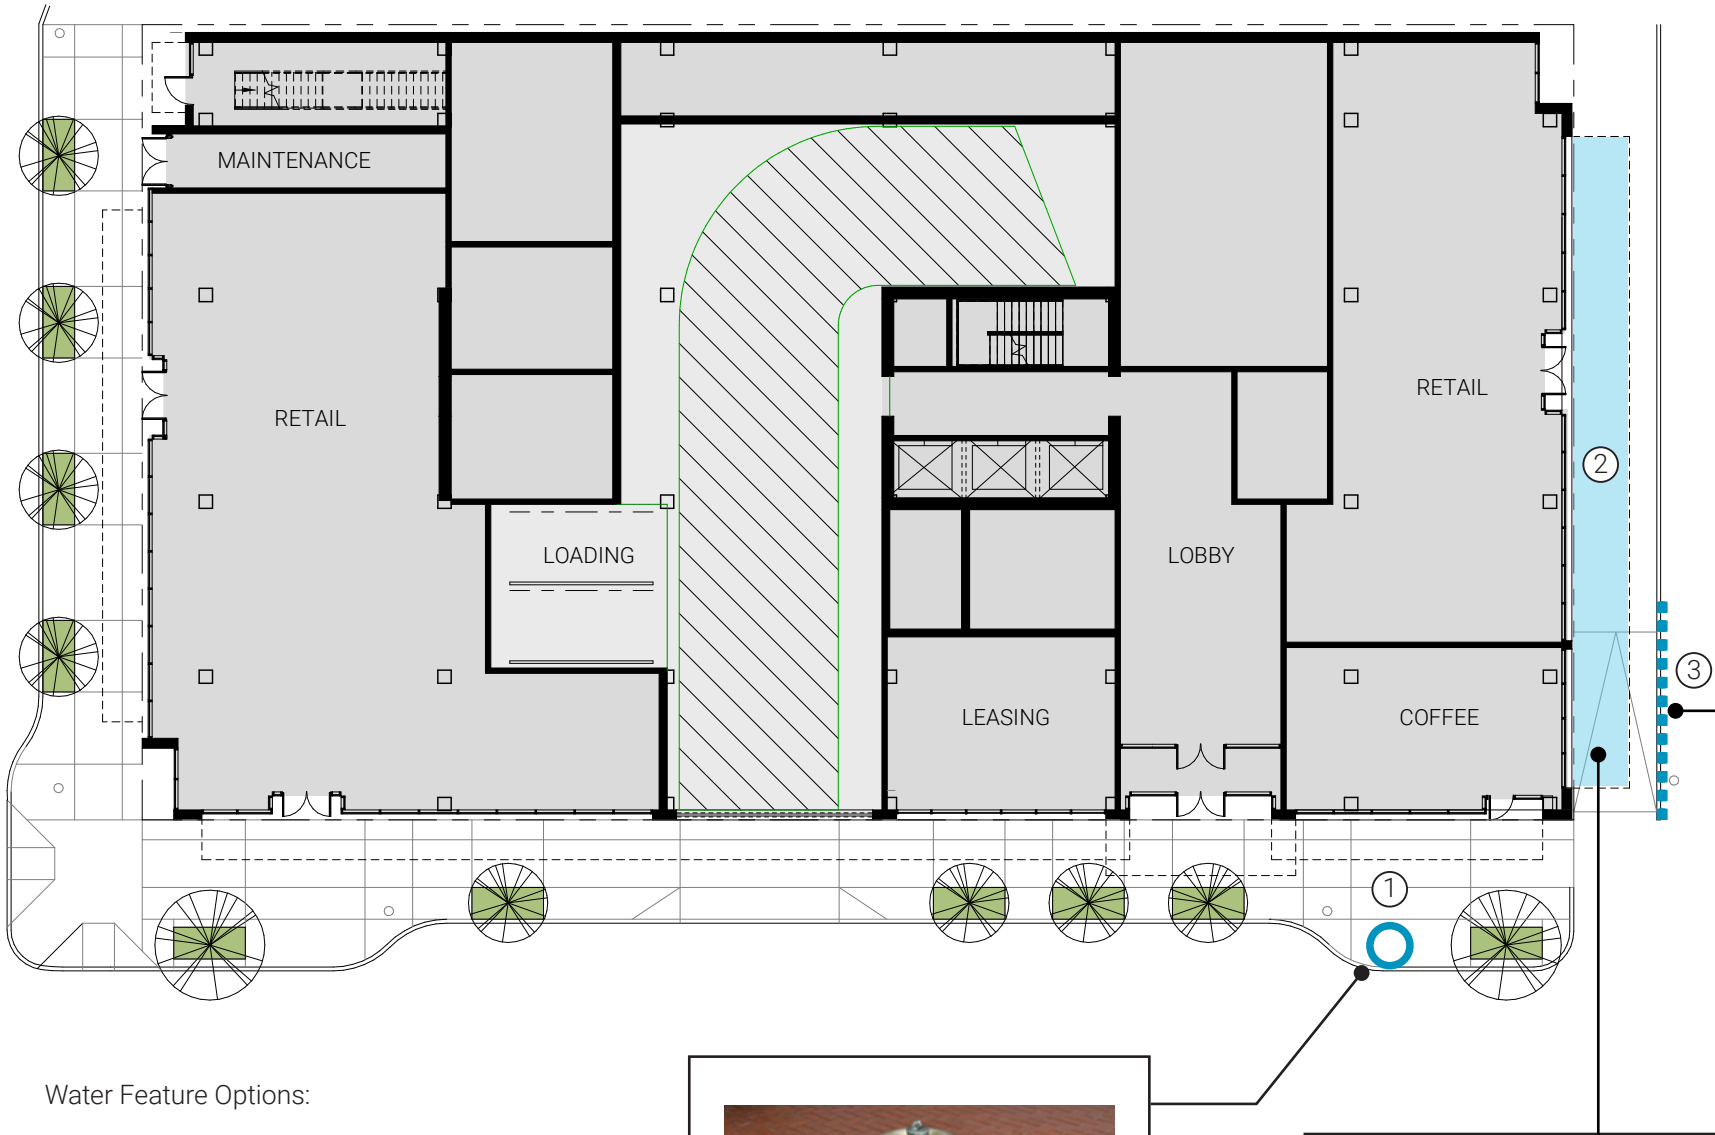 MAINTENANCE
RETAIL
RETAIL
2
LOADING
LOBBY
3
LEASING
COFFEE
1
Water Feature Options: